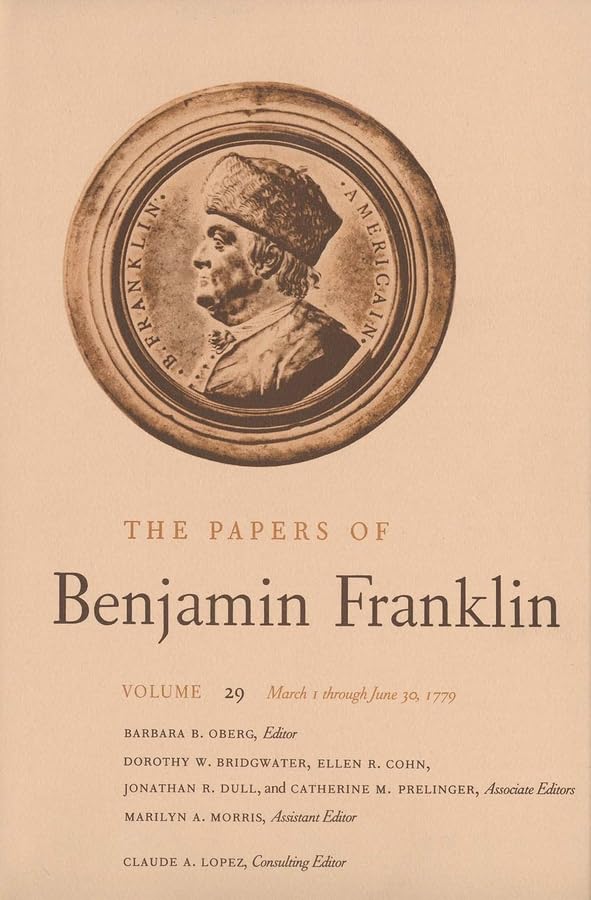 ·B·FRANKLIN·
·AMERICAIN·
THE PAPERS OF
Benjamin Franklin
VOLUME 29 March 1 through June 30, 1779
BARBARA B. OBERG, Editor
DOROTHY W. BRIDGWATER, ELLEN R. COHN,
JONATHAN R. DULL, and CATHERINE M. PRELINGER, Associate Editors
MARILYN A. MORRIS, Assistant Editor
CLAUDE A. LOPEZ, Consulting Editor